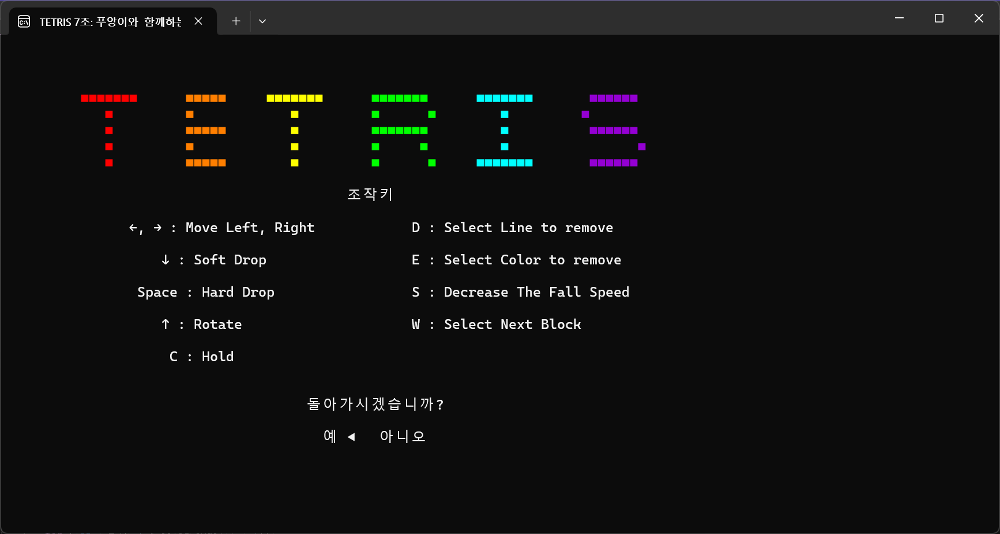 TETRIS 7조: 푸앙이와 함께하는
TETRIS
조작키
←, → : Move Left, Right
↓ : Soft Drop
Space : Hard Drop
↑ : Rotate
C : Hold
D : Select Line to remove
E : Select Color to remove
S : Decrease The Fall Speed
W : Select Next Block
돌아가시겠습니까?
예 ◀ 아니오